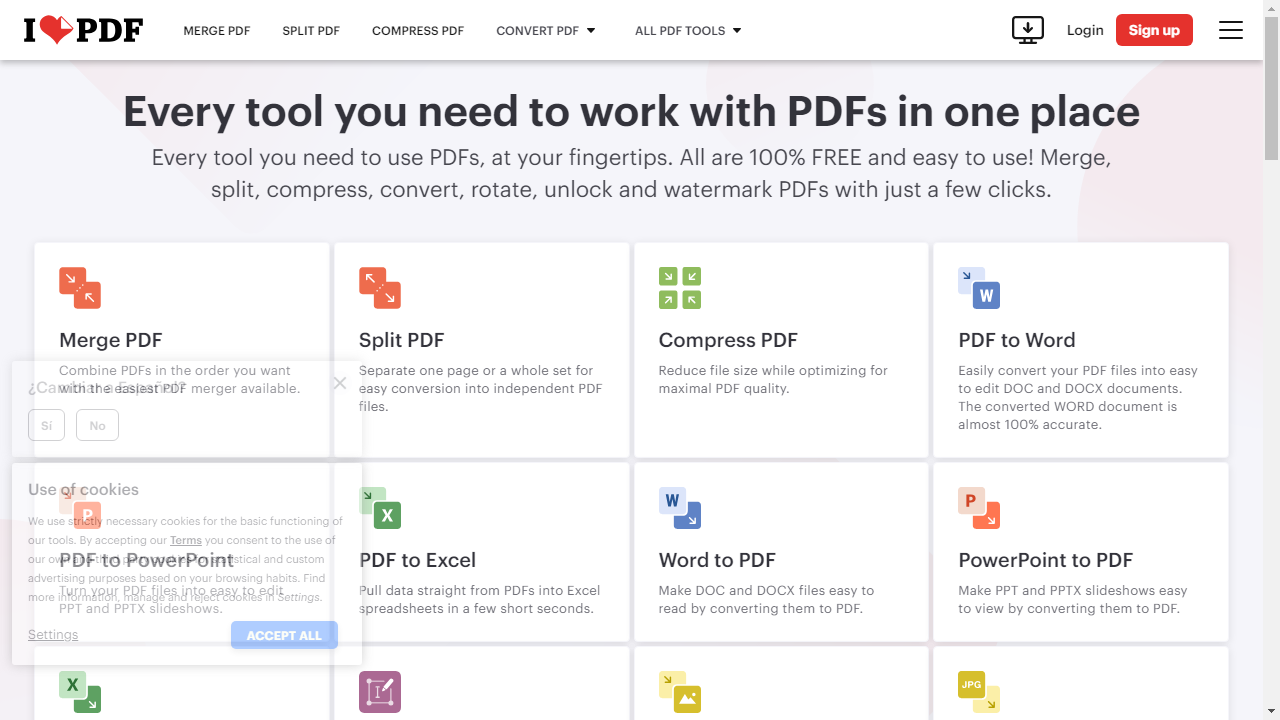 I PDF
MERGE PDF
SPLIT PDF
COMPRESS PDF
CONVERT PDF
ALL PDF TOOLS
Login
Sign up
Every tool you need to work with PDFs in one place
Every tool you need to use PDFs, at your fingertips. All are 100% FREE and easy to use! Merge,
split, compress, convert, rotate, unlock and watermark PDFs with just a few clicks.
Merge PDF
Combine PDFs in the order you want
with the easiest PDF merger available.
Split PDF
Separate one page or a whole set for
easy conversion into independent PDF
files.
Compress PDF
Reduce file size while optimizing for
maximal PDF quality.
W
PDF to Word
Easily convert your PDF files into easy
to edit DOC and DOCX documents.
The converted WORD document is
almost 100% accurate.
¿Cambiar a Español?
Sí
No
P
PDF to PowerPoint
Turn your PDF files into easy to edit
PPT and PPTX slideshows.
Use of cookies
We use strictly necessary cookies for the basic functioning of
our tools. By accepting our Terms you consent to the use of
our own and third party cookies for statistical and custom
advertising purposes based on your browsing habits. Find
more information, manage and reject cookies in Settings.
Settings
ACCEPT ALL
X
PDF to Excel
Pull data straight from PDFs into Excel
spreadsheets in a few short seconds.
W
Word to PDF
Make DOC and DOCX files easy to
read by converting them to PDF.
P
PowerPoint to PDF
Make PPT and PPTX slideshows easy
to view by converting them to PDF.
X
JPG